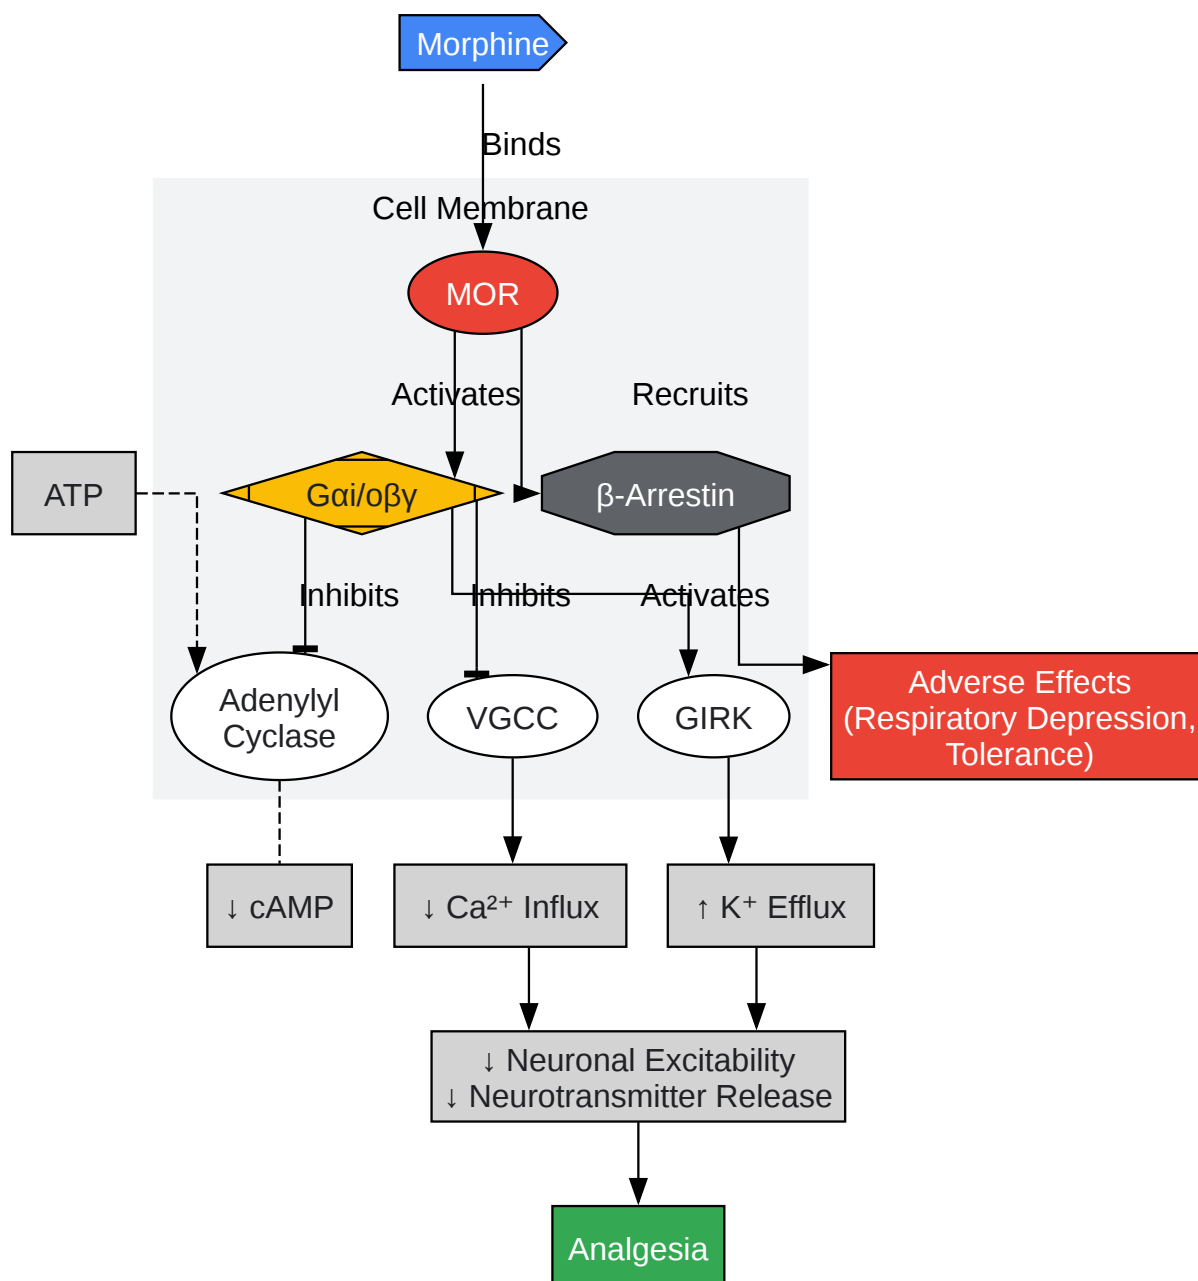 Morphine
Binds
Cell Membrane
MOR
Activates
Recruits
ATP
Gαi/oβγ
β-Arrestin
Inhibits
Inhibits
Activates
Adenylyl
Cyclase
VGCC
GIRK
Adverse Effects
(Respiratory Depression,
Tolerance)
↓ cAMP
↓ Ca²⁺ Influx
↑ K⁺ Efflux
↓ Neuronal Excitability
↓ Neurotransmitter Release
Analgesia